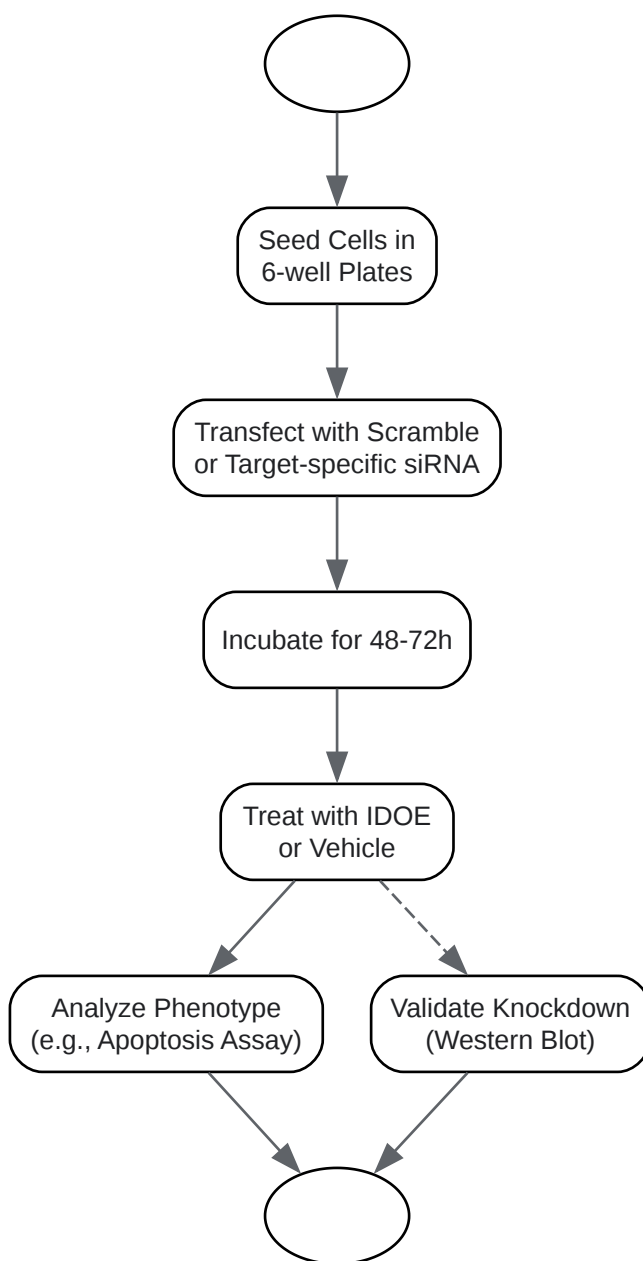 Seed Cells in
6-well Plates
Transfect with Scramble
or Target-specific siRNA
Incubate for 48-72h
Treat with IDOE
or Vehicle
Analyze Phenotype
(e.g., Apoptosis Assay)
Validate Knockdown
(Western Blot)